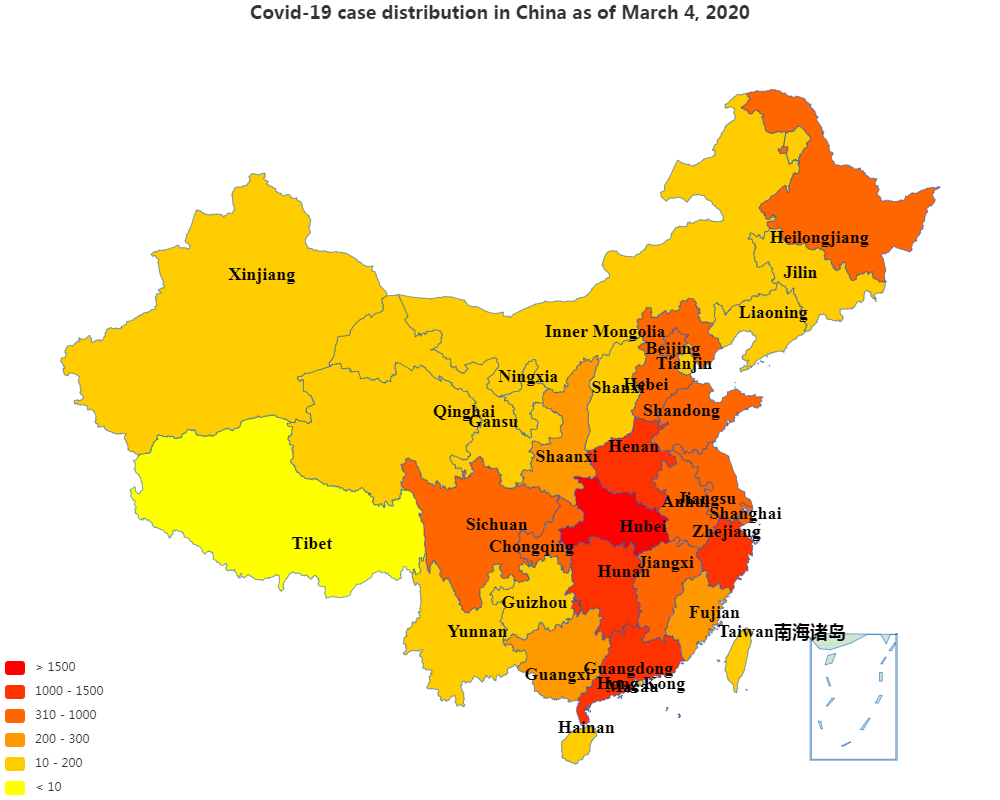 Covid-19 case distribution in China as of March 4, 2020
Heilongjiang
Xinjiang
Jilin
Liaoning
Inner Mongolia
Beijing
Tianjin
Ningxia
Shanxi
Hebei
Qinghai
Gansu
Shandong
Henan
Shaanxi
Jiangsu
Anhui
Shanghai
Sichuan
Hubei
Zhejiang
Tibet
Chongqing
Jiangxi
Hunan
Guizhou
Fujian
Yunnan
Taiwan
南海诸岛
Guangdong
Guangxi
Hong Kong
Macau
Hainan
> 1500
1000 - 1500
310 - 1000
200 - 300
10 - 200
< 10